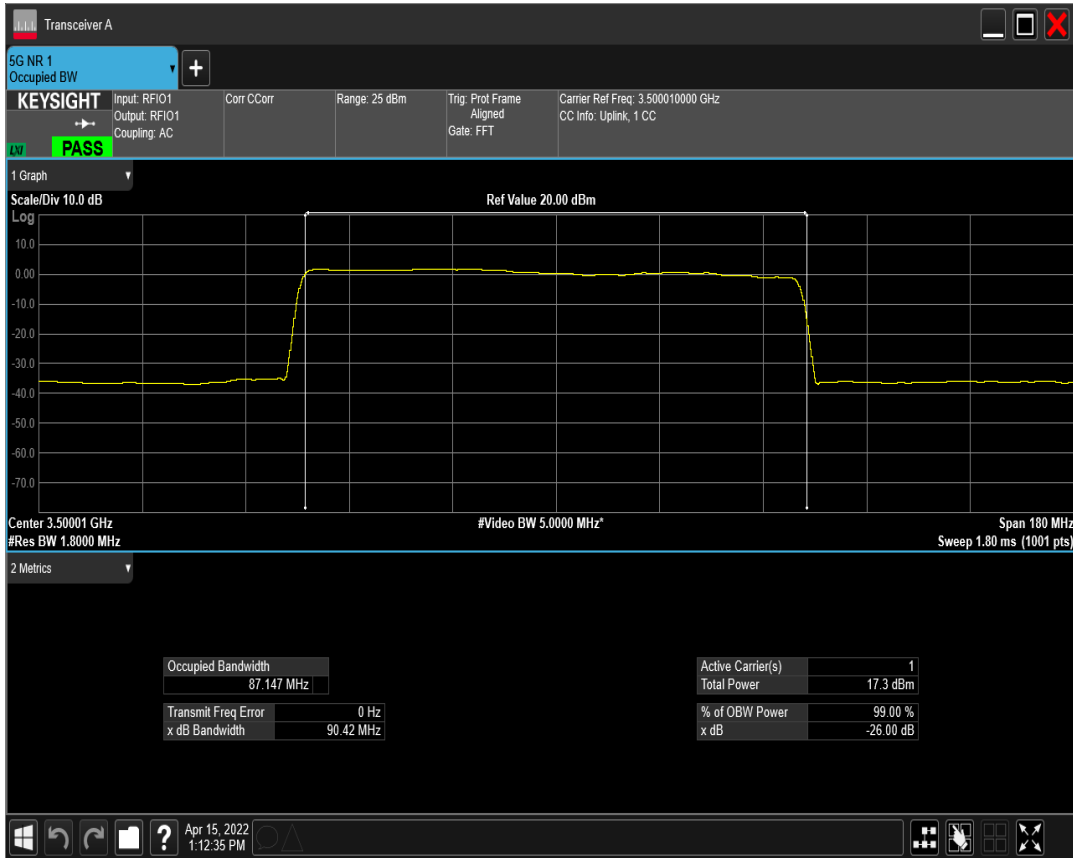 Transceiver A
5G NR 1
Occupied BW
+
KEYSIGHT
LXI
PASS
Input: RFIO1
Output: RFIO1
Coupling: AC
Corr CCorr
Range: 25 dBm
Trig: Prot Frame
Aligned
Gate: FFT
Carrier Ref Freq: 3.500010000 GHz
CC Info: Uplink, 1 CC
1 Graph
Scale/Div 10.0 dB
Ref Value 20.00 dBm
Log
10.0
0.00
-10.0
-20.0
-30.0
-40.0
-50.0
-60.0
-70.0
Center 3.50001 GHz
#Video BW 5.0000 MHz*
Span 180 MHz
#Res BW 1.8000 MHz
Sweep 1.80 ms (1001 pts)
2 Metrics
Occupied Bandwidth
87.147 MHz
Transmit Freq Error 0 Hz
x dB Bandwidth 90.42 MHz
Active Carrier(s) 1
Total Power 17.3 dBm
% of OBW Power 99.00 %
x dB -26.00 dB
?
Apr 15, 2022
1:12:35 PM